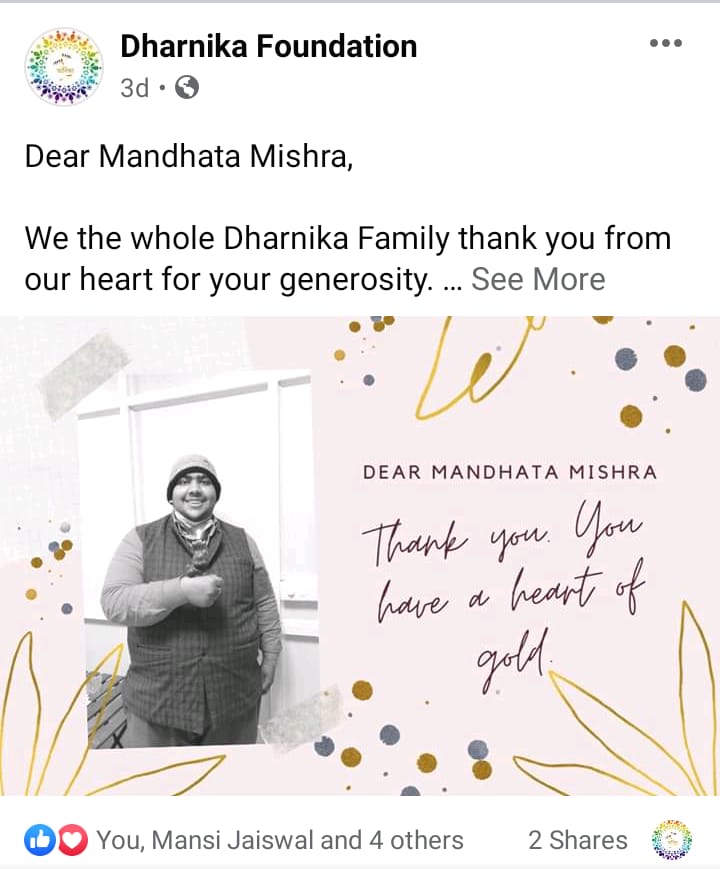 Dharnika Foundation
3d
Dear Mandhata Mishra,
We the whole Dharnika Family thank you from
our heart for your generosity. ... See More
DEAR MANDHATA MISHRA
Thank you. You
have a heart of
gold.
You, Mansi Jaiswal and 4 others
2 Shares